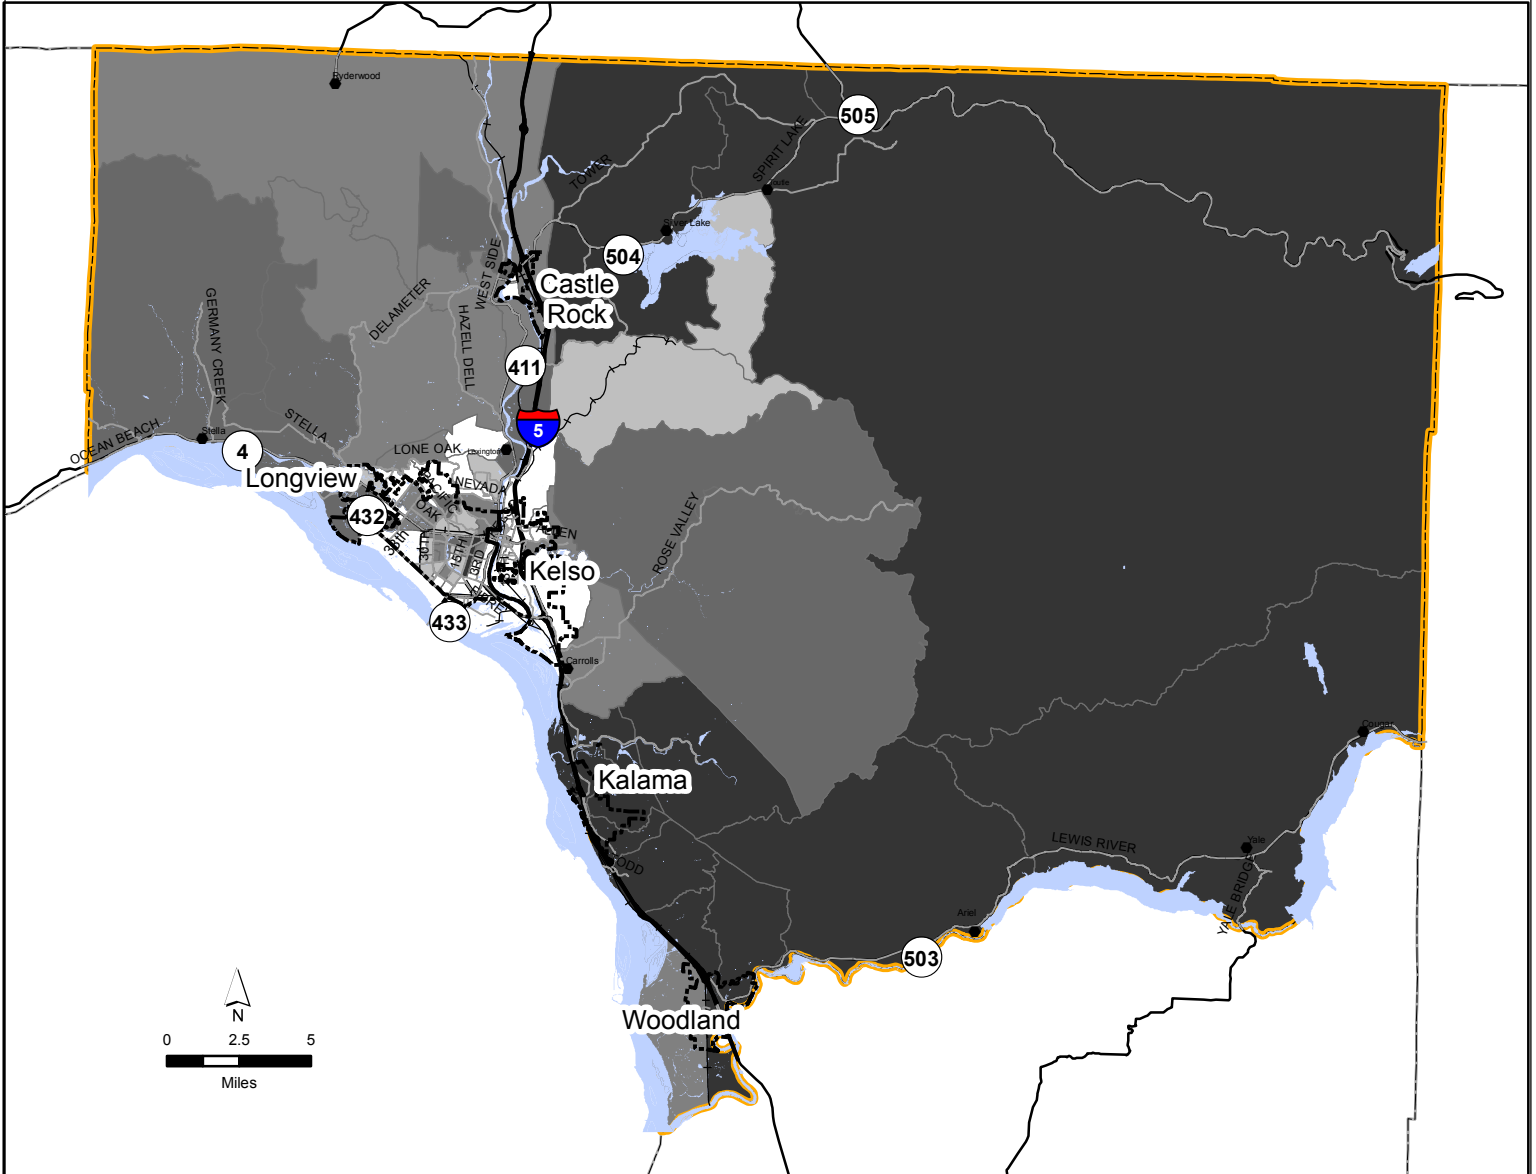 Ryderwood
505
SPIRIT LAKE
TOWER
Toutle
Silver Lake
504
WEST SIDE
Castle
Rock
DELAMETER
GERMANY CREEK
HAZELL DELL
411
5
STELLA
OCEAN BEACH
Stella
4
LONE OAK
Lexington
Longview
NEVADA
PACIFIC
OAK
432
38th
30TH
15TH
3RD
ALLEN
ROSE VALLEY
Kelso
433
Carrolls
Cougar
Kalama
LEWIS RIVER
Yale
YALE BRIDGE
Ariel
503
Woodland
N
0
2.5
5
Miles